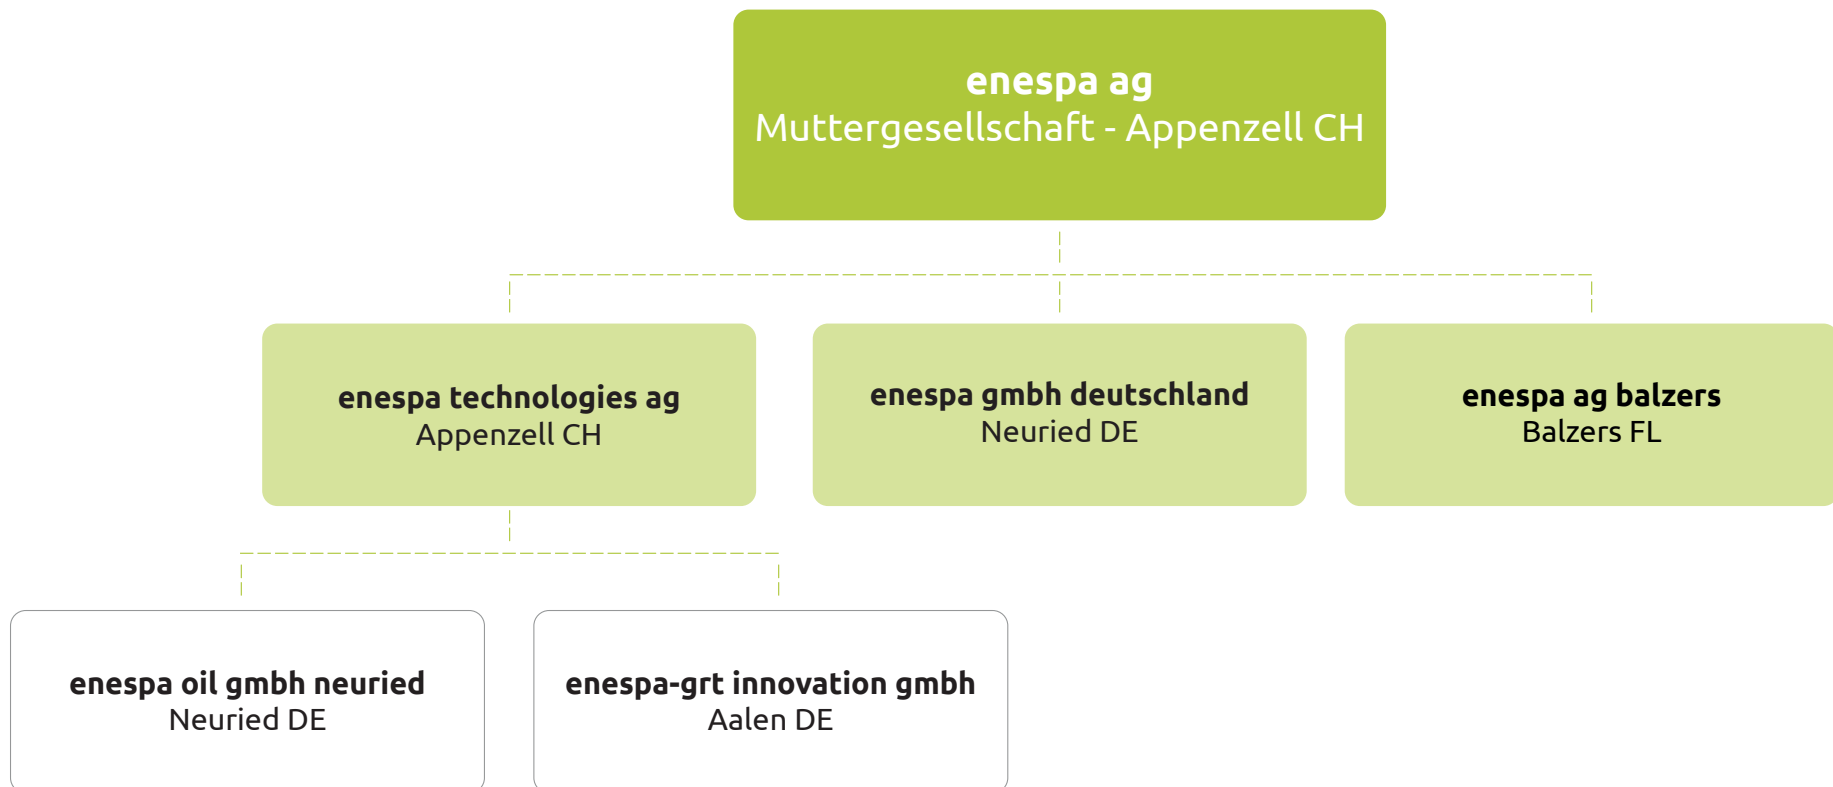 enespa ag
Muttergesellschaft - Appenzell CH
enespa technologies ag
Appenzell CH
enespa gmbh deutschland
Neuried DE
enespa ag balzers
Balzers FL
enespa oil gmbh neuried
Neuried DE
enespa-grt innovation gmbh
Aalen DE